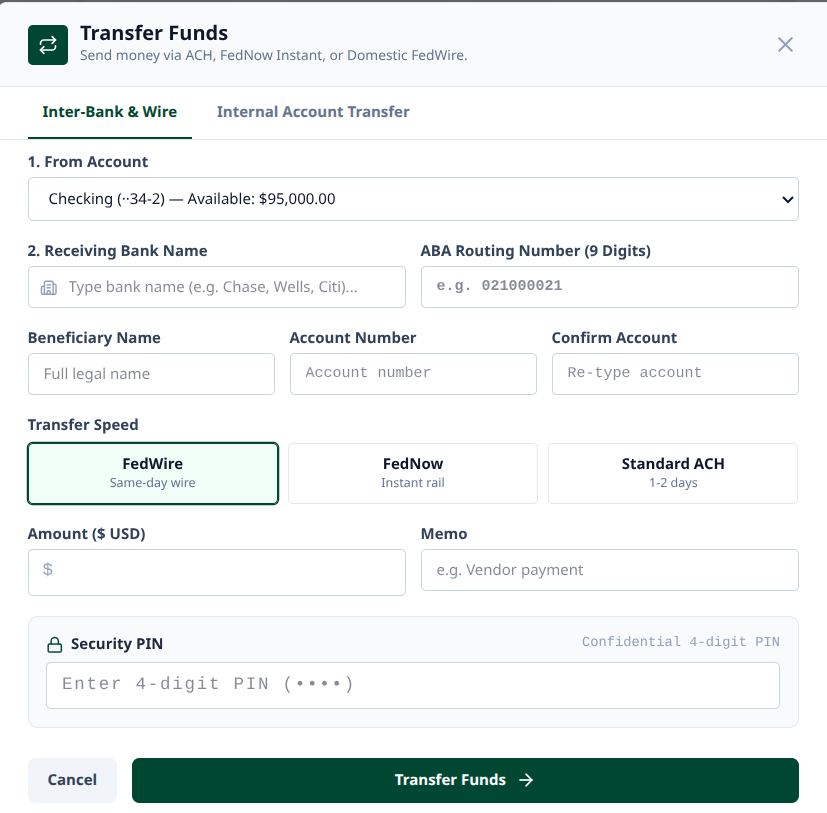 Transfer Funds
Send money via ACH, FedNow Instant, or Domestic FedWire.
Inter-Bank & Wire
Internal Account Transfer
1. From Account
Checking (··34-2) — Available: $95,000.00
2. Receiving Bank Name
ABA Routing Number (9 Digits)
Type bank name (e.g. Chase, Wells, Citi)...
e.g. 021000021
Beneficiary Name
Account Number
Confirm Account
Full legal name
Account number
Re-type account
Transfer Speed
FedWire
Same-day wire
FedNow
Instant rail
Standard ACH
1-2 days
Amount ($ USD)
Memo
$
e.g. Vendor payment
Security PIN
Confidential 4-digit PIN
Enter 4-digit PIN (••••)
Cancel
Transfer Funds →